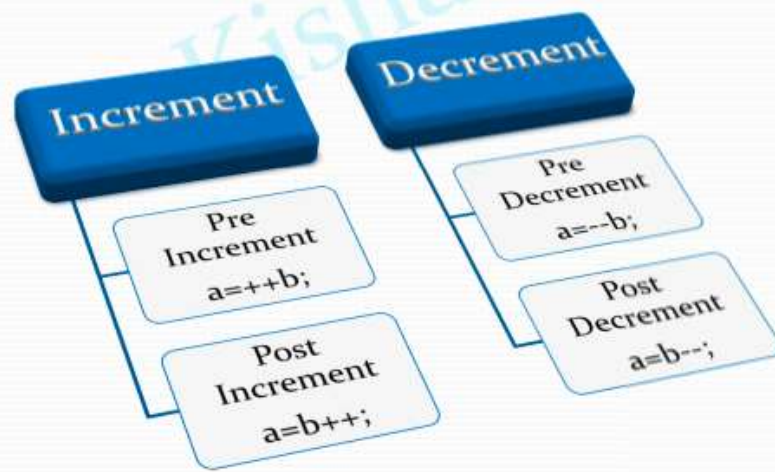 Increment
Pre
Increment
a=++b;
Post
Increment
a=b++;
Decrement
Pre
Decrement
a=--b;
Post
Decrement
a=b--;